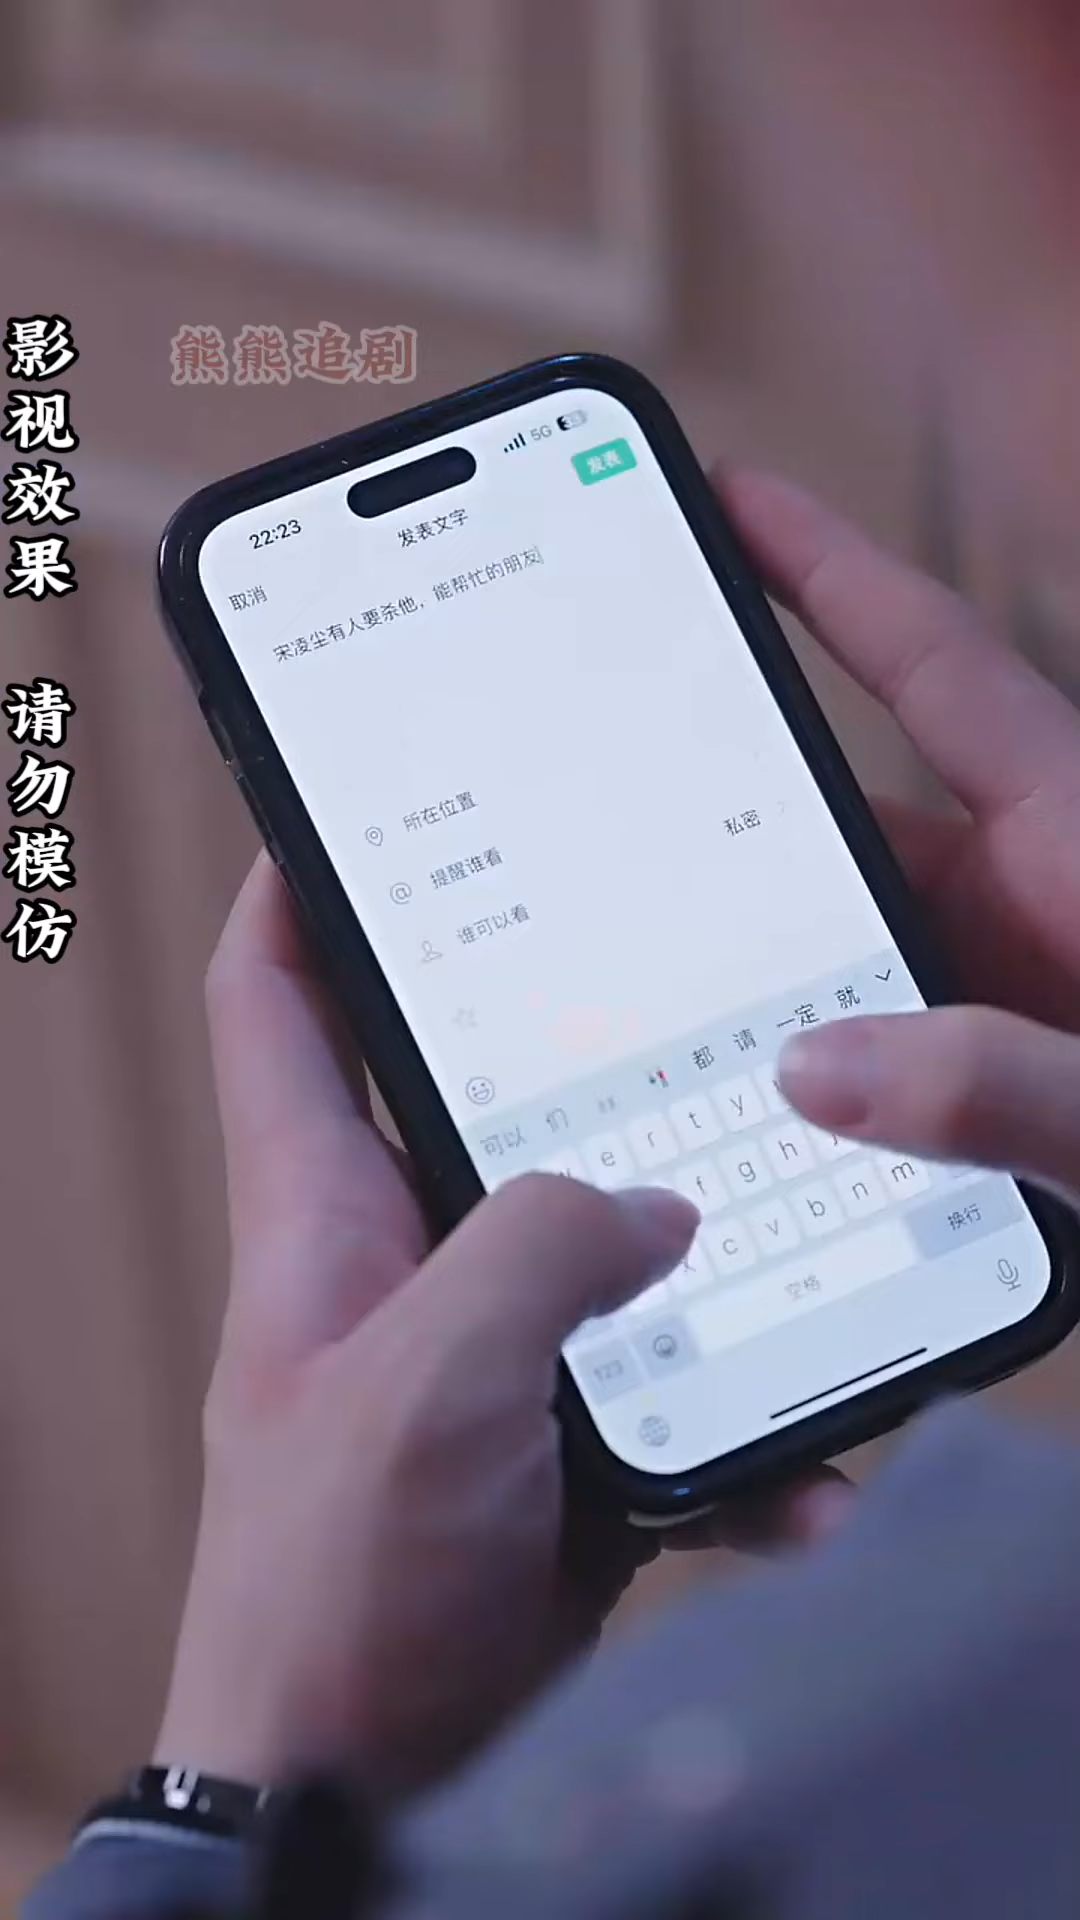 影视效果 请勿模仿
熊熊追剧
22:23
5G
33
取消
发表文字
发表
宋凌尘有人要杀他，能帮忙的朋友
所在位置
提醒谁看
谁可以看
私密
可以 们 都 请 一定 就
e r t y
f g h j
x c v b n m
123
空格
换行